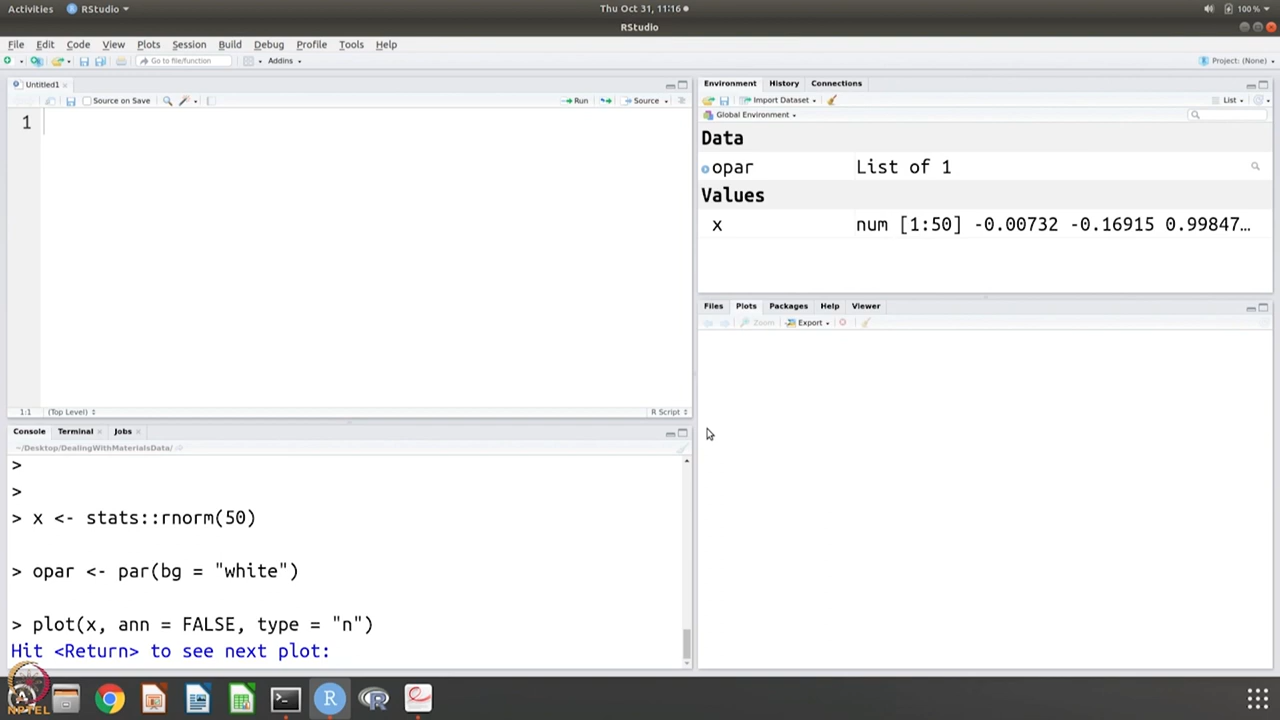 Activities RStudio Thu Oct 31, 11:16 100 %
RStudio
File Edit Code View Plots Session Build Debug Profile Tools Help
Go to file/function Addins Project: (None)
Untitled1
Source on Save Run Source
1
1:1 (Top Level) R Script
Console Terminal Jobs
~/Desktop/DealingWithMaterialsData/
>
>
> x <- stats::rnorm(50)
> opar <- par(bg = "white")
> plot(x, ann = FALSE, type = "n")
Hit <Return> to see next plot:
Environment History Connections
Import Dataset List
Global Environment
Data
opar List of 1
Values
x num [1:50] -0.00732 -0.16915 0.99847…
Files Plots Packages Help Viewer
Zoom Export
NPTEL